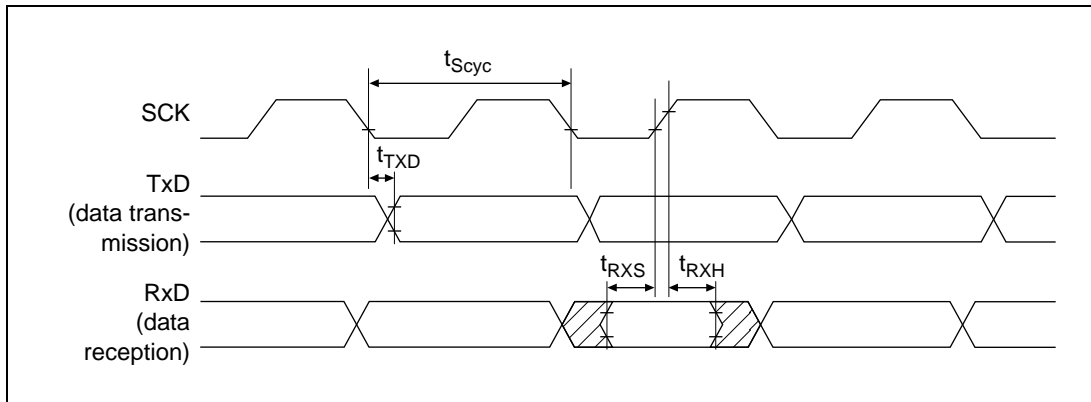 tScyc
SCK
tTXD
TxD
(data trans-
mission)
tRXS
tRXH
RxD
(data
reception)